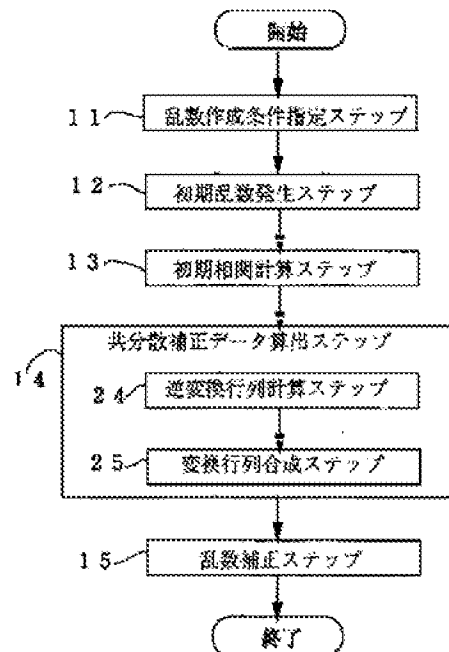 開始
11 乱数作成条件指定ステップ
12 初期乱数発生ステップ
13 初期相関計算ステップ
共分散補正データ算出ステップ
14
24 逆変換行列計算ステップ
25 変換行列合成ステップ
15 乱数補正ステップ
終了